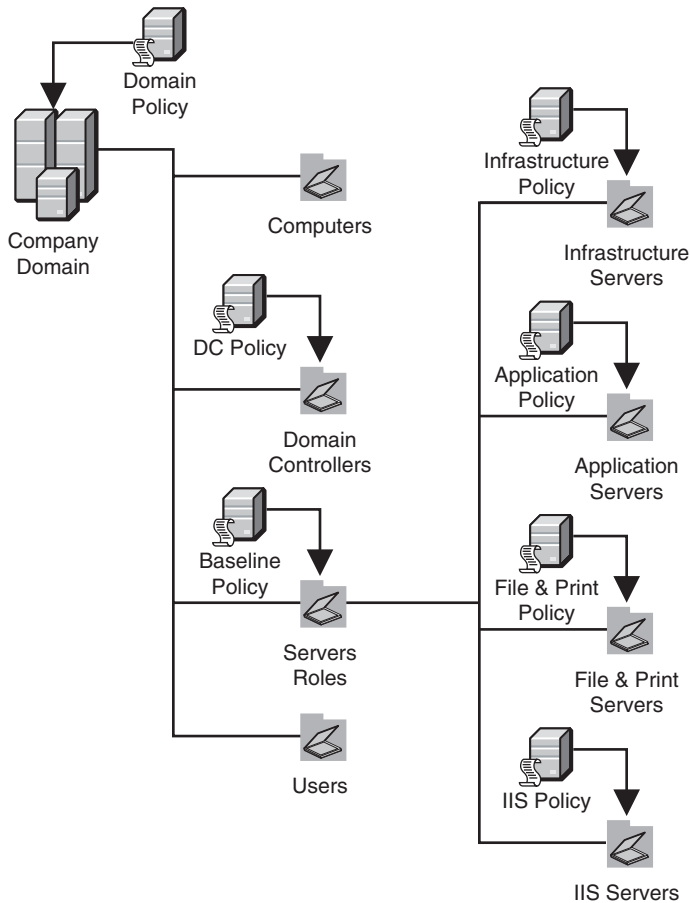 Domain
Policy
Company
Domain
Computers
DC Policy
Domain
Controllers
Baseline
Policy
Servers
Roles
Users
Infrastructure
Policy
Infrastructure
Servers
Application
Policy
Application
Servers
File & Print
Policy
File & Print
Servers
IIS Policy
IIS Servers